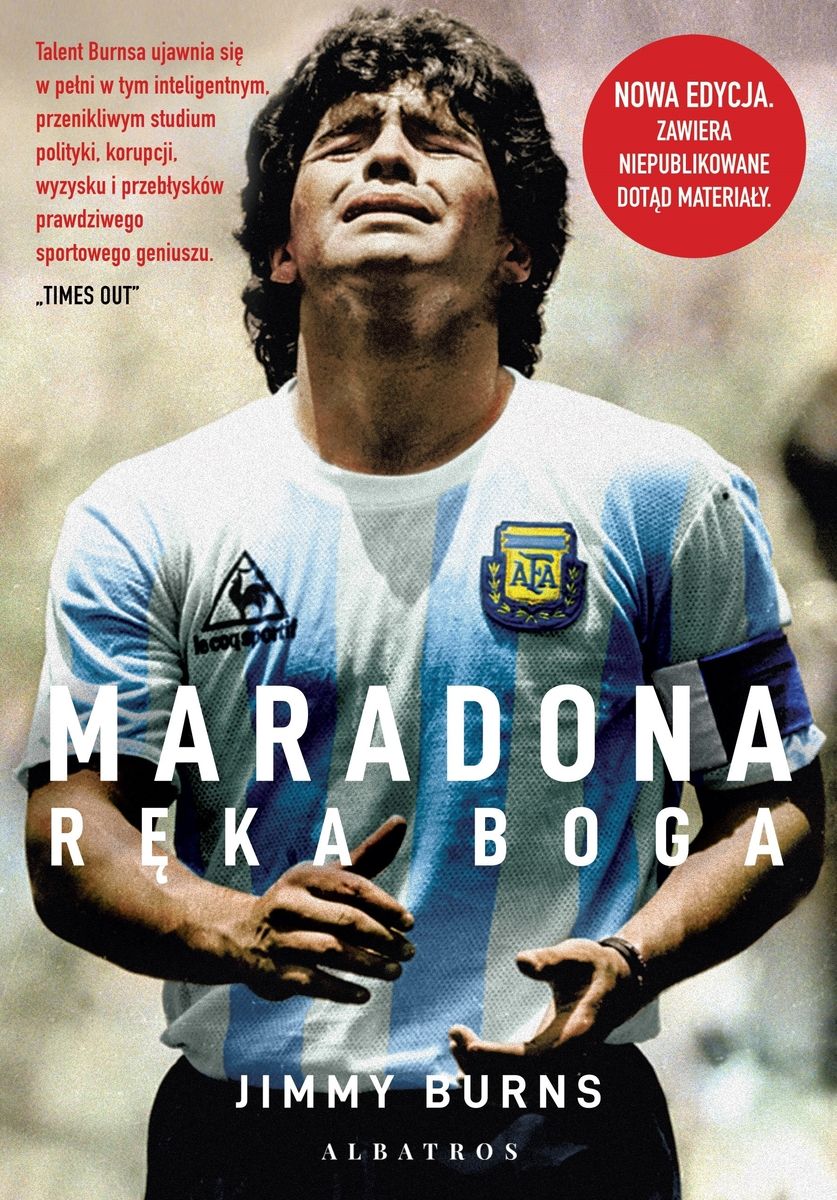 Talent Burnsa ujawnia się
w pełni w tym inteligentnym,
przenikliwym studium
polityki, korupcji,
wyzysku i przebłysków
prawdziwego
sportowego geniuszu.
„TIMES OUT”
NOWA EDYCJA.
ZAWIERA
NIEPUBLIKOWANE
DOTĄD MATERIAŁY.
AFA
le coq sportif
MARADONA
RĘKA BOGA
JIMMY BURNS
ALBATROS